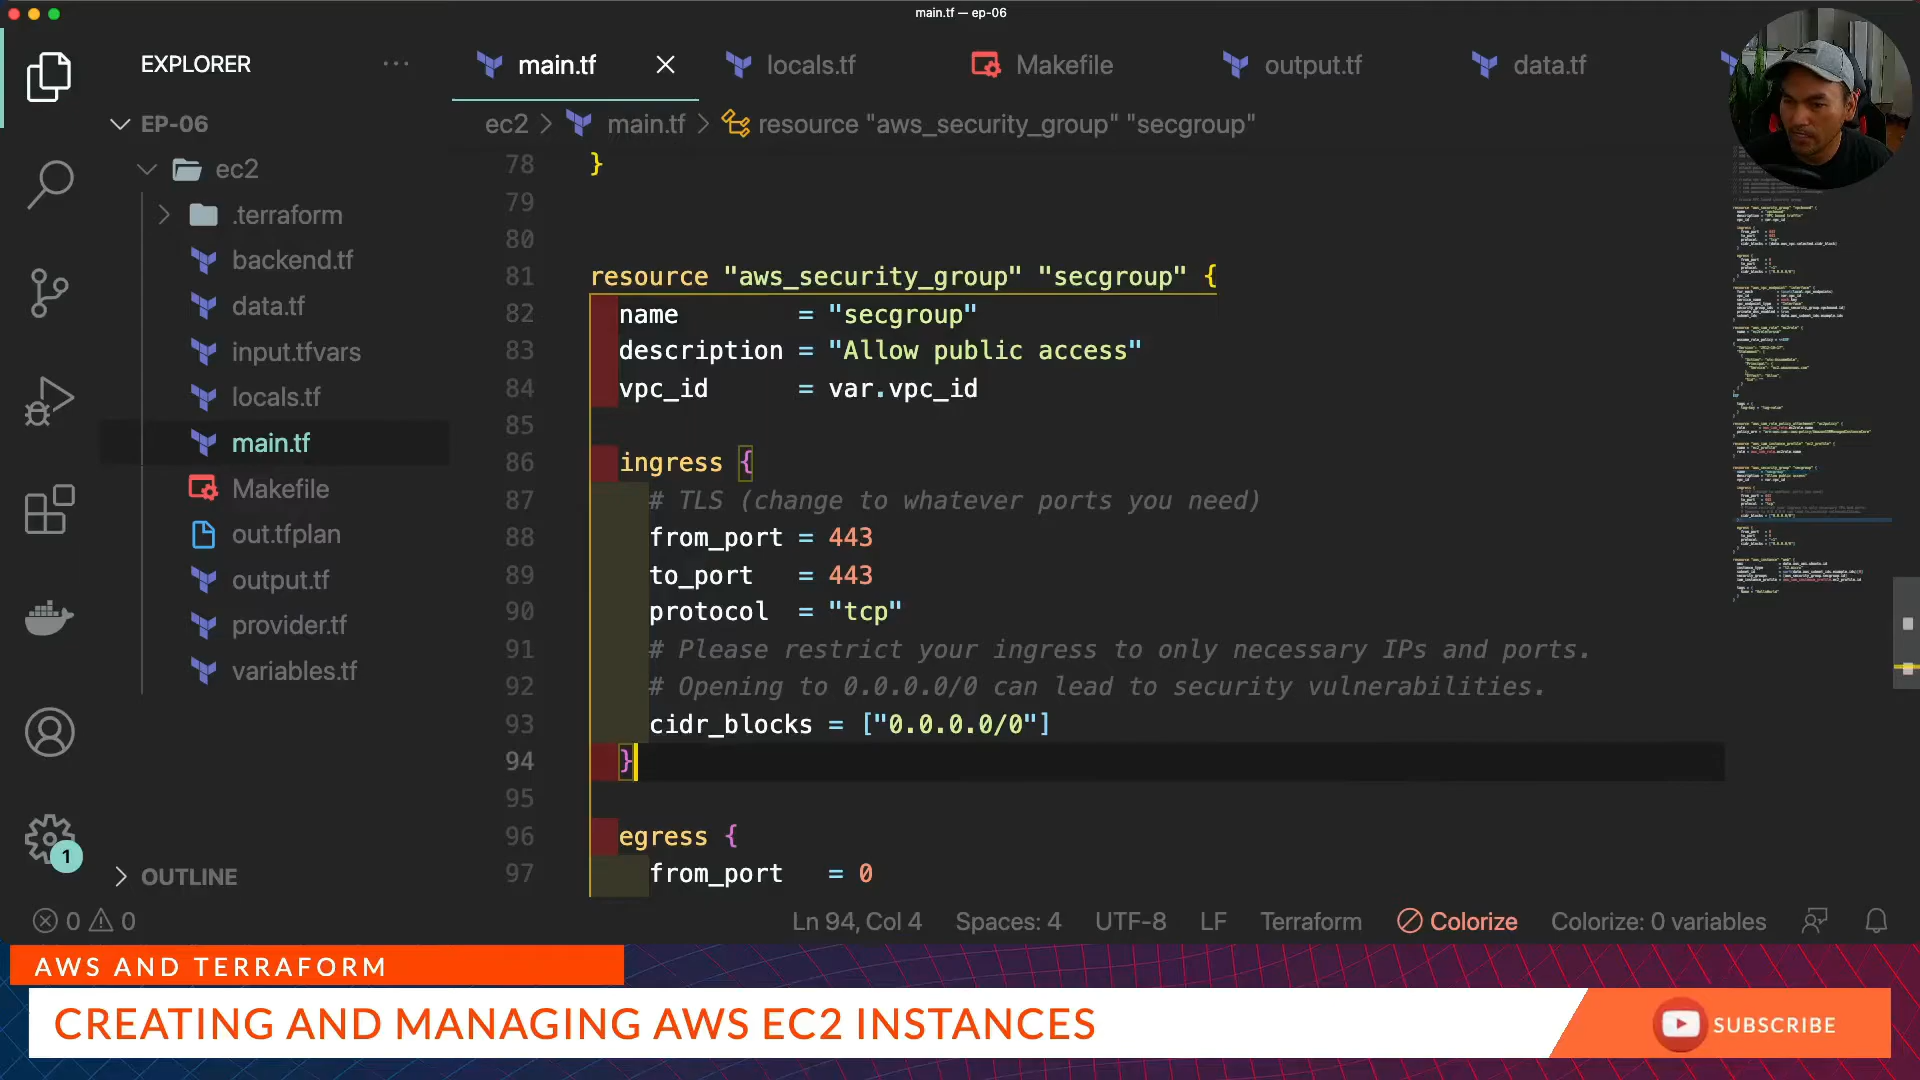 main.tf — ep-06
EXPLORER
main.tf
locals.tf
Makefile
output.tf
data.tf
EP-06
ec2 > main.tf > resource "aws_security_group" "secgroup"
ec2
.terraform
backend.tf
data.tf
input.tfvars
locals.tf
main.tf
Makefile
out.tfplan
output.tf
provider.tf
variables.tf
OUTLINE
78 }
79
80
81 resource "aws_security_group" "secgroup" {
82 name = "secgroup"
83 description = "Allow public access"
84 vpc_id = var.vpc_id
85
86 ingress {
87 # TLS (change to whatever ports you need)
88 from_port = 443
89 to_port = 443
90 protocol = "tcp"
91 # Please restrict your ingress to only necessary IPs and ports.
92 # Opening to 0.0.0.0/0 can lead to security vulnerabilities.
93 cidr_blocks = ["0.0.0.0/0"]
94 }
95
96 egress {
97 from_port = 0
1
0 0
Ln 94, Col 4
Spaces: 4
UTF-8
LF
Terraform
Colorize
Colorize: 0 variables
AWS AND TERRAFORM
CREATING AND MANAGING AWS EC2 INSTANCES
SUBSCRIBE